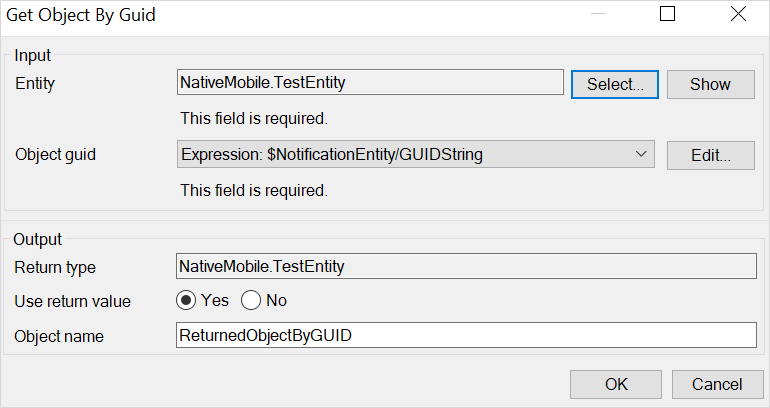 Get Object By Guid
Input
Entity NativeMobile.TestEntity Select... Show
This field is required.
Object guid Expression: $NotificationEntity/GUIDString Edit...
This field is required.
Output
Return type NativeMobile.TestEntity
Use return value Yes No
Object name ReturnedObjectByGUID
OK Cancel